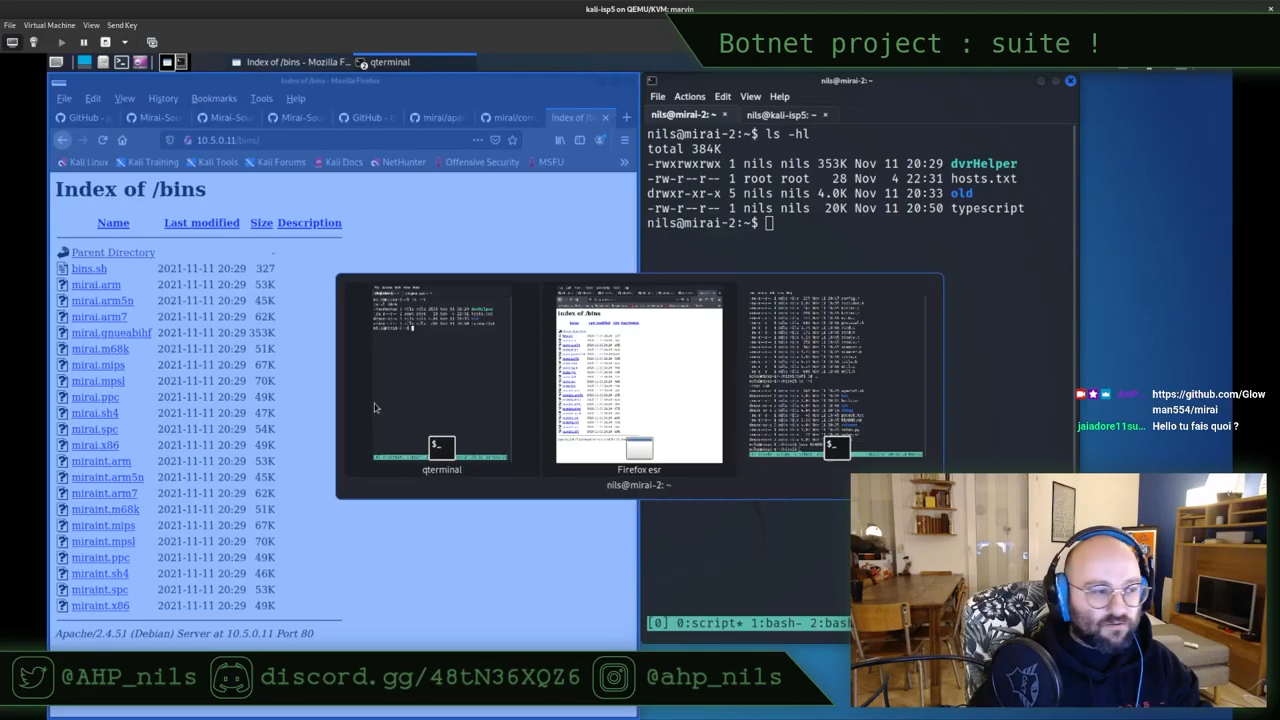 kali-isp5 on QEMU/KVM: marvin
File Virtual Machine View Send Key
Botnet project : suite !
Index of /bins - Mozilla F... qterminal
Index of /bins - Mozilla Firefox
File Edit View History Bookmarks Tools Help
GitHub - j Mirai-Sou Mirai-Sou Mirai-Sou GitHub - G mirai/apa mirai/con Index of /bins
10.5.0.11/bins/
Kali Linux Kali Training Kali Tools Kali Forums Kali Docs NetHunter Offensive Security MSFU
Index of /bins
Name Last modified Size Description
Parent Directory -
bins.sh 2021-11-11 20:29 327
mirai.arm 2021-11-11 20:29 73K
mirai.arm5n 2021-11-11 20:29 45K
mirai.arm7 2021-11-11 20:29 62K
2021-11-11 20:29 353K
mirai.m68k 2021-11-11 20:29 51K
mirai.mips 2021-11-11 20:29 67K
mirai.mpsl 2021-11-11 20:29 70K
2021-11-11 20:29 49K
2021-11-11 20:29 47K
2021-11-11 20:29
2021-11-11 20:29 49K
miraint.arm 2021-11-11 20:29 46K
miraint.arm5n 2021-11-11 20:29 45K
miraint.arm7 2021-11-11 20:29 62K
miraint.m68k 2021-11-11 20:29 51K
miraint.mips 2021-11-11 20:29 67K
miraint.mpsl 2021-11-11 20:29 70K
miraint.ppc 2021-11-11 20:29 49K
miraint.sh4 2021-11-11 20:29 46K
miraint.spc 2021-11-11 20:29 53K
miraint.x86 2021-11-11 20:29 49K
Apache/2.4.51 (Debian) Server at 10.5.0.11 Port 80
nils@mirai-2:~
File Actions Edit View Help
nils@mirai-2: ~ nils@kali-isp5: ~
nils@mirai-2:~$ ls -hl
total 384K
-rwxrwxrwx 1 nils nils 353K Nov 11 20:29 dvrHelper
-rw-r--r-- 1 root root 28 Nov 4 22:31 hosts.txt
drwxr-xr-x 5 nils nils 4.0K Nov 11 20:33 old
-rw-r--r-- 1 nils nils 20K Nov 11 20:50 typescript
nils@mirai-2:~$
qterminal
Firefox esr
nils@mirai-2: ~
[0] 0:script* 1:bash- 2:bash
https://github.com/Glow
mia554/mirai
jaiadore11su... Hello tu fais quoi ?
@AHP_nils discord.gg/48tN36XQZ6 @ahp_nils